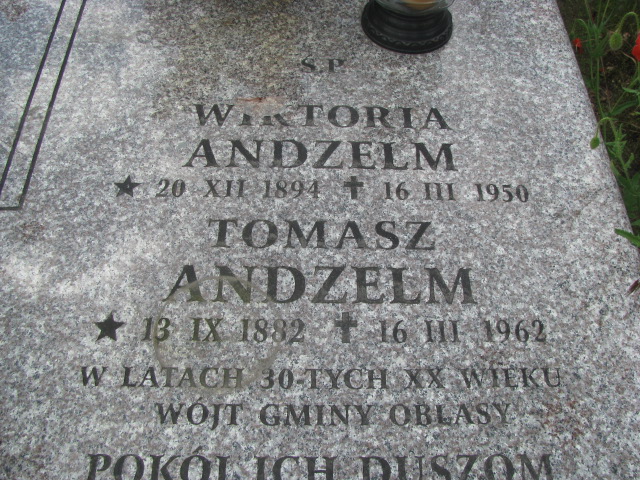 Ś.P.
WIKTORIA
ANDZELM
★ 20 XII 1894 ✝ 16 III 1950
TOMASZ
ANDZELM
★ 13 IX 1882 ✝ 16 III 1962
W LATACH 30-TYCH XX WIEKU
WÓJT GMINY OBLASY
POKÓJ ICH DUSZOM